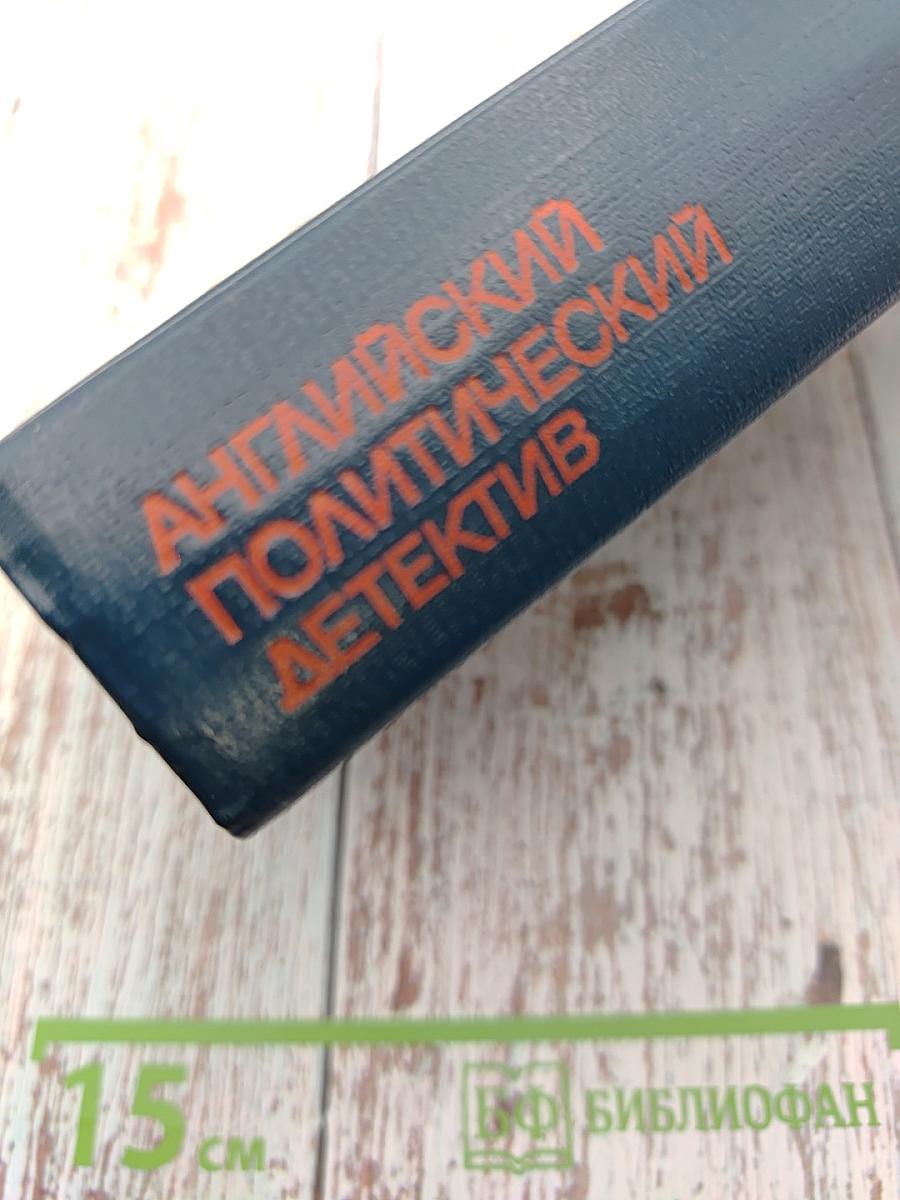 АНГЛИЙСКИЙ
ПОЛИТИЧЕСКИЙ
ДЕТЕКТИВ
15 см
БФ БИБЛИОФАН